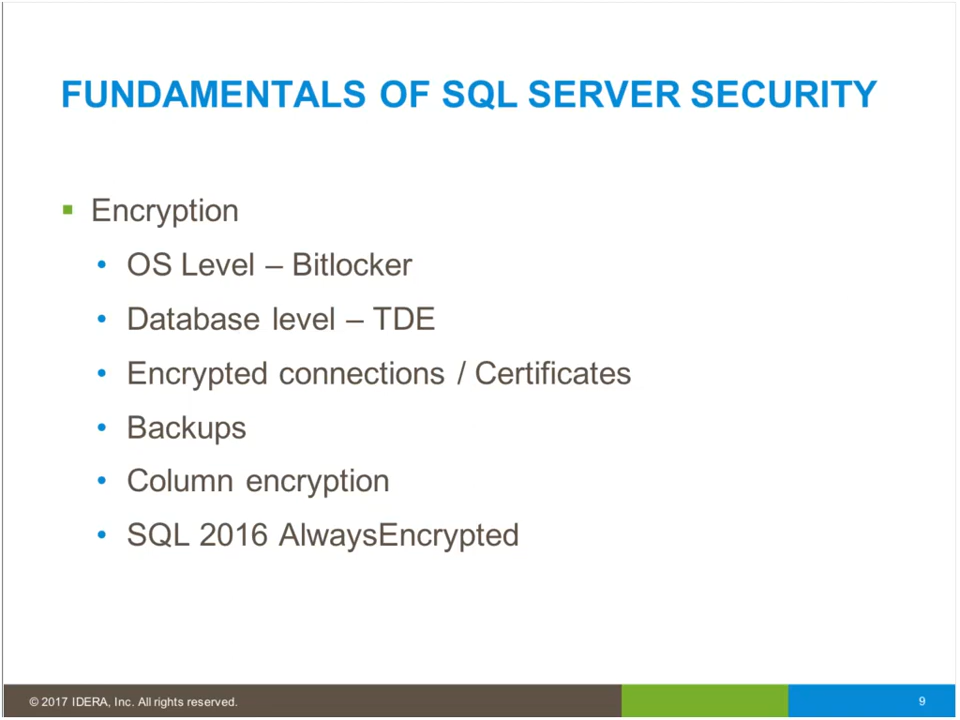 FUNDAMENTALS OF SQL SERVER SECURITY
▪ Encryption
• OS Level – Bitlocker
• Database level – TDE
• Encrypted connections / Certificates
• Backups
• Column encryption
• SQL 2016 AlwaysEncrypted
© 2017 IDERA, Inc. All rights reserved.
9